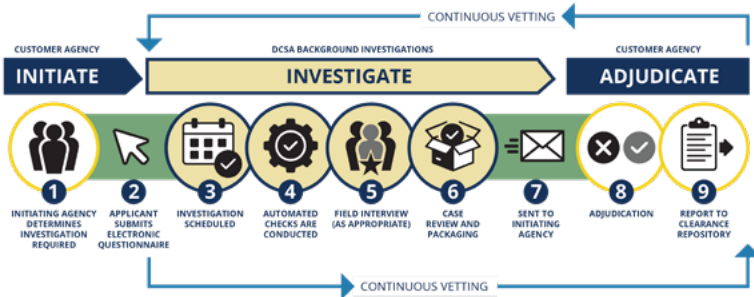 CONTINUOUS VETTING
CUSTOMER AGENCY
DCSA BACKGROUND INVESTIGATIONS
CUSTOMER AGENCY
INITIATE
INVESTIGATE
ADJUDICATE
1
INITIATING AGENCY
DETERMINES
INVESTIGATION
REQUIRED
2
APPLICANT
SUBMITS
ELECTRONIC
QUESTIONNAIRE
3
INVESTIGATION
SCHEDULED
4
AUTOMATED
CHECKS ARE
CONDUCTED
5
FIELD INTERVIEW
(AS APPROPRIATE)
6
CASE
REVIEW AND
PACKAGING
7
SENT TO
INITIATING
AGENCY
8
ADJUDICATION
9
REPORT TO
CLEARANCE
REPOSITORY
CONTINUOUS VETTING